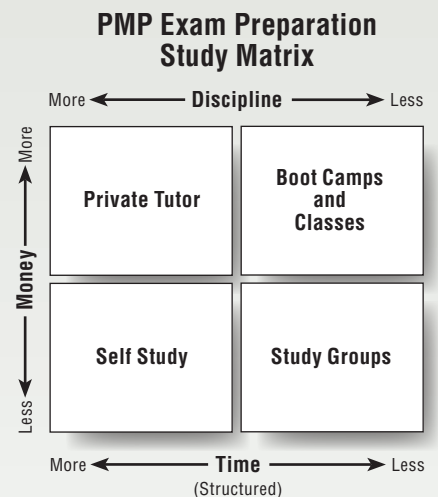 PMP Exam Preparation
Study Matrix
More Discipline Less
More
Money
Less
Private Tutor
Boot Camps
and
Classes
Self Study
Study Groups
More Time Less
(Structured)